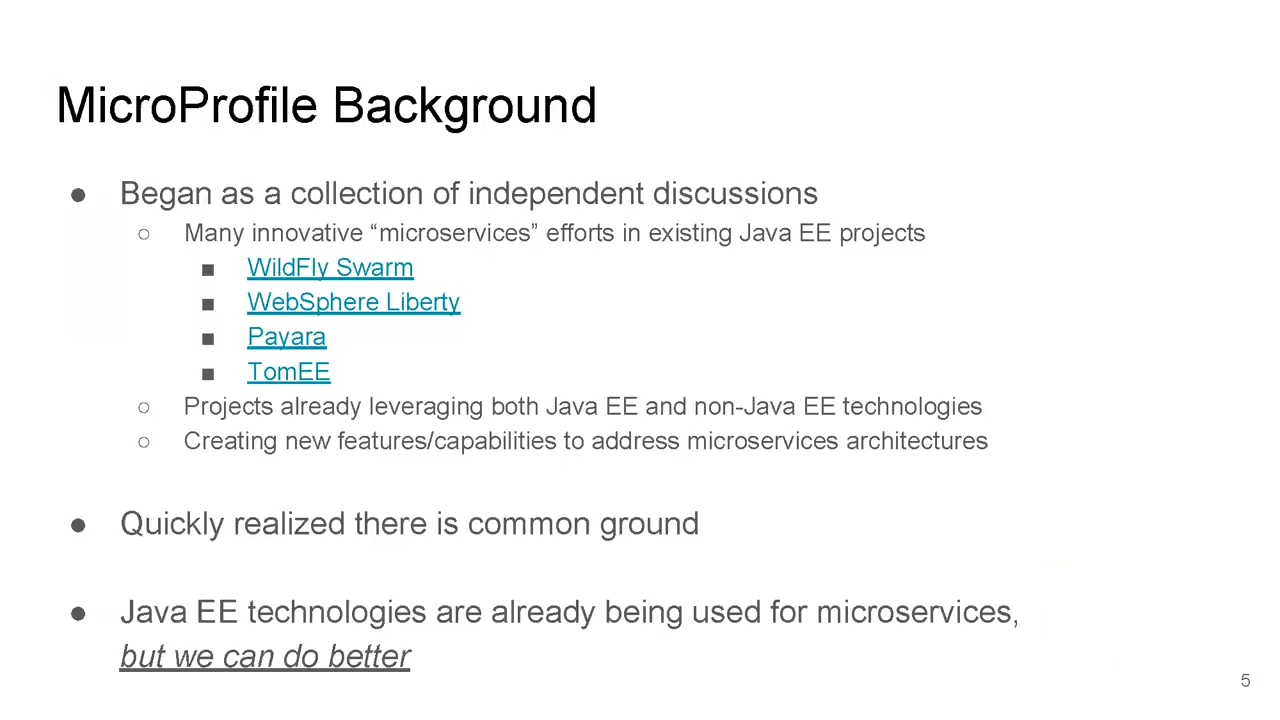 MicroProfile Background
● Began as a collection of independent discussions
○ Many innovative “microservices” efforts in existing Java EE projects
■ WildFly Swarm
■ WebSphere Liberty
■ Payara
■ TomEE
○ Projects already leveraging both Java EE and non-Java EE technologies
○ Creating new features/capabilities to address microservices architectures
● Quickly realized there is common ground
● Java EE technologies are already being used for microservices,
but we can do better
5